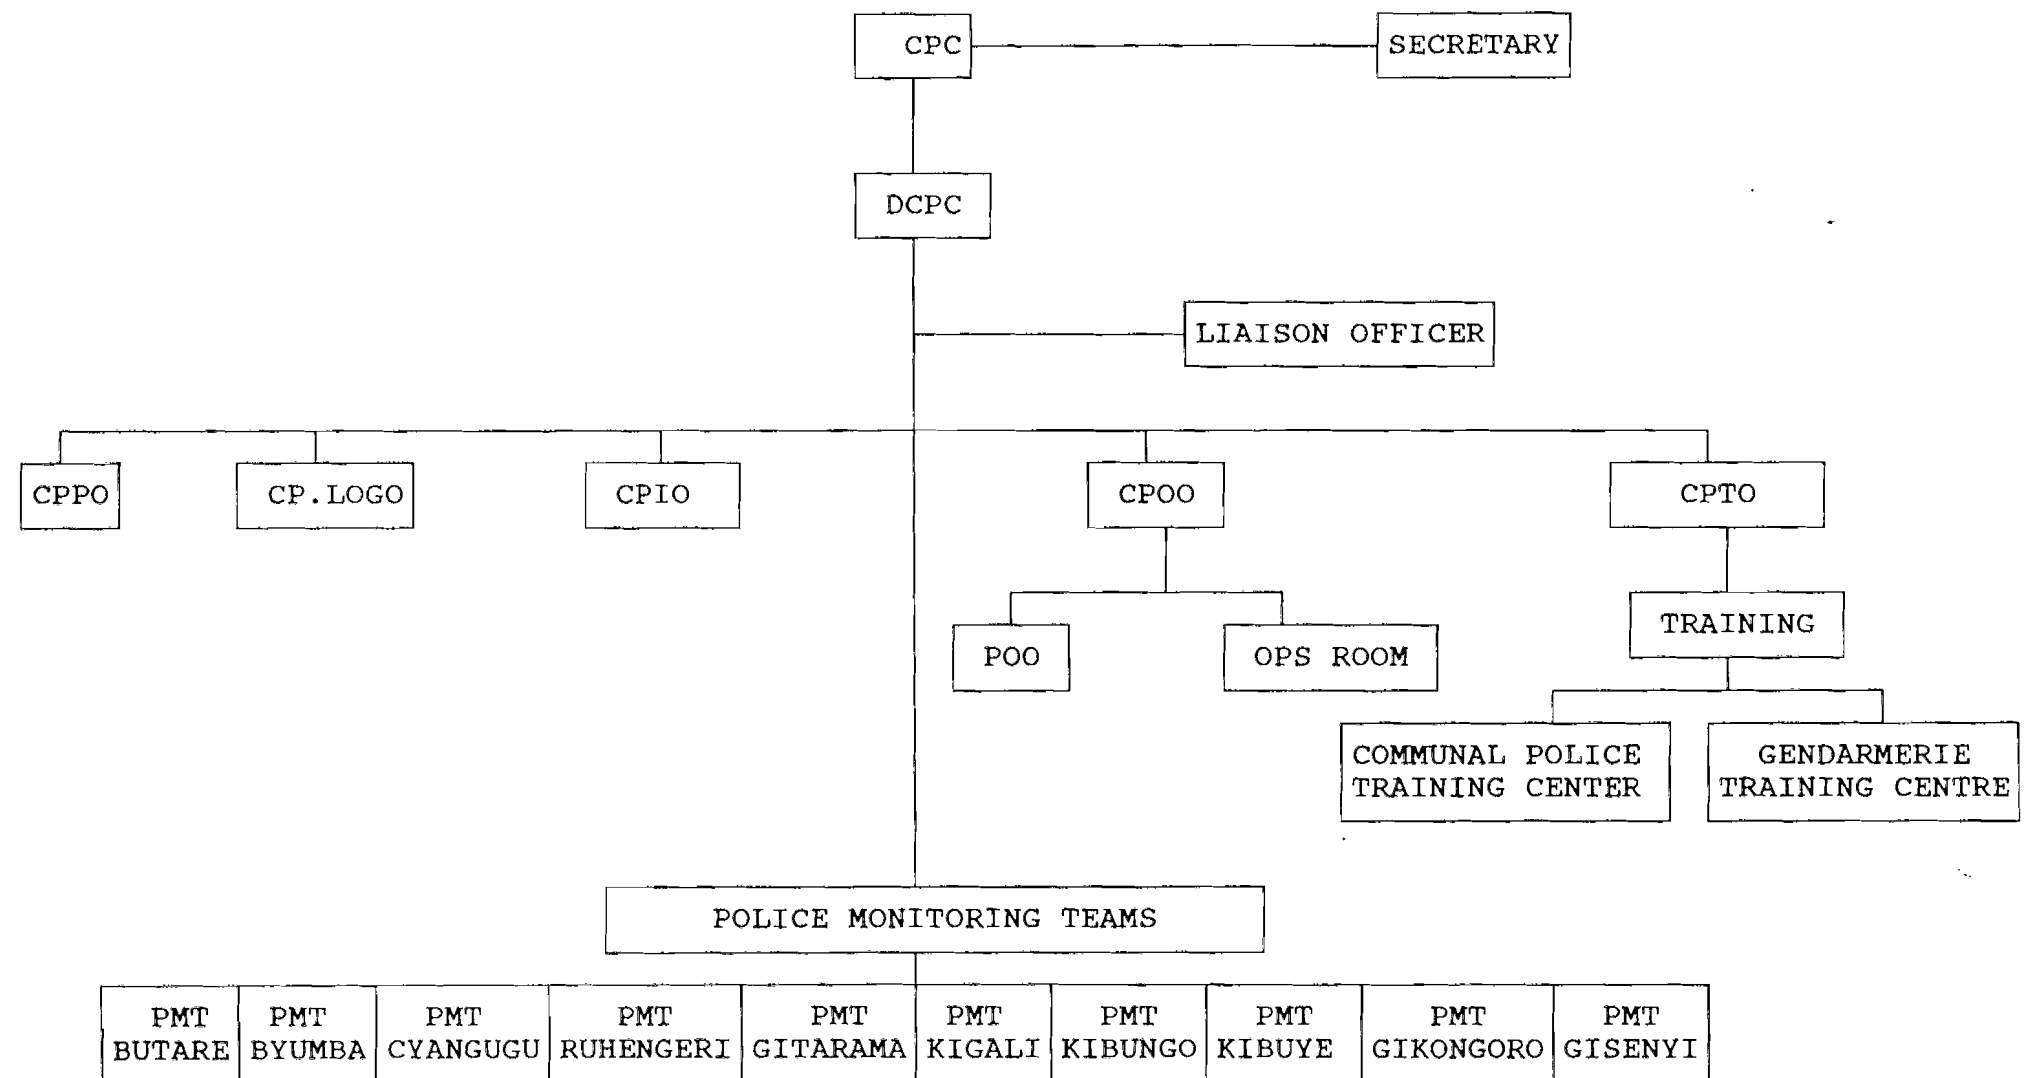 CPC
SECRETARY
DCPC
LIAISON OFFICER
CPPO
CP.LOGO
CPIO
CPOO
CPTO
POO
OPS ROOM
TRAINING
COMMUNAL POLICE
TRAINING CENTER
GENDARMERIE
TRAINING CENTRE
POLICE MONITORING TEAMS
PMT
BUTARE
PMT
BYUMBA
PMT
CYANGUGU
PMT
RUHENGERI
PMT
GITARAMA
PMT
KIGALI
PMT
KIBUNGO
PMT
KIBUYE
PMT
GIKONGORO
PMT
GISENYI